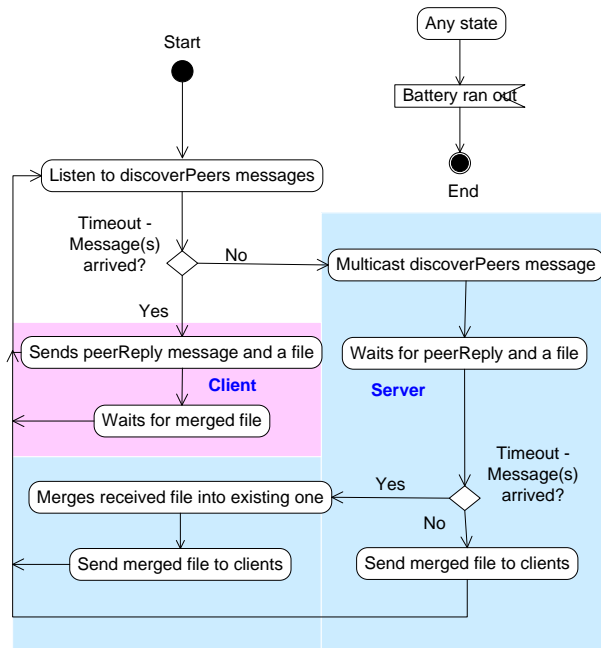 Start
Any state
Battery ran out
End
Listen to discoverPeers messages
Timeout -
Message(s)
arrived?
No
Multicast discoverPeers message
Yes
Sends peerReply message and a file
Client
Waits for merged file
Waits for peerReply and a file
Server
Timeout -
Message(s)
arrived?
Yes
No
Merges received file into existing one
Send merged file to clients
Send merged file to clients